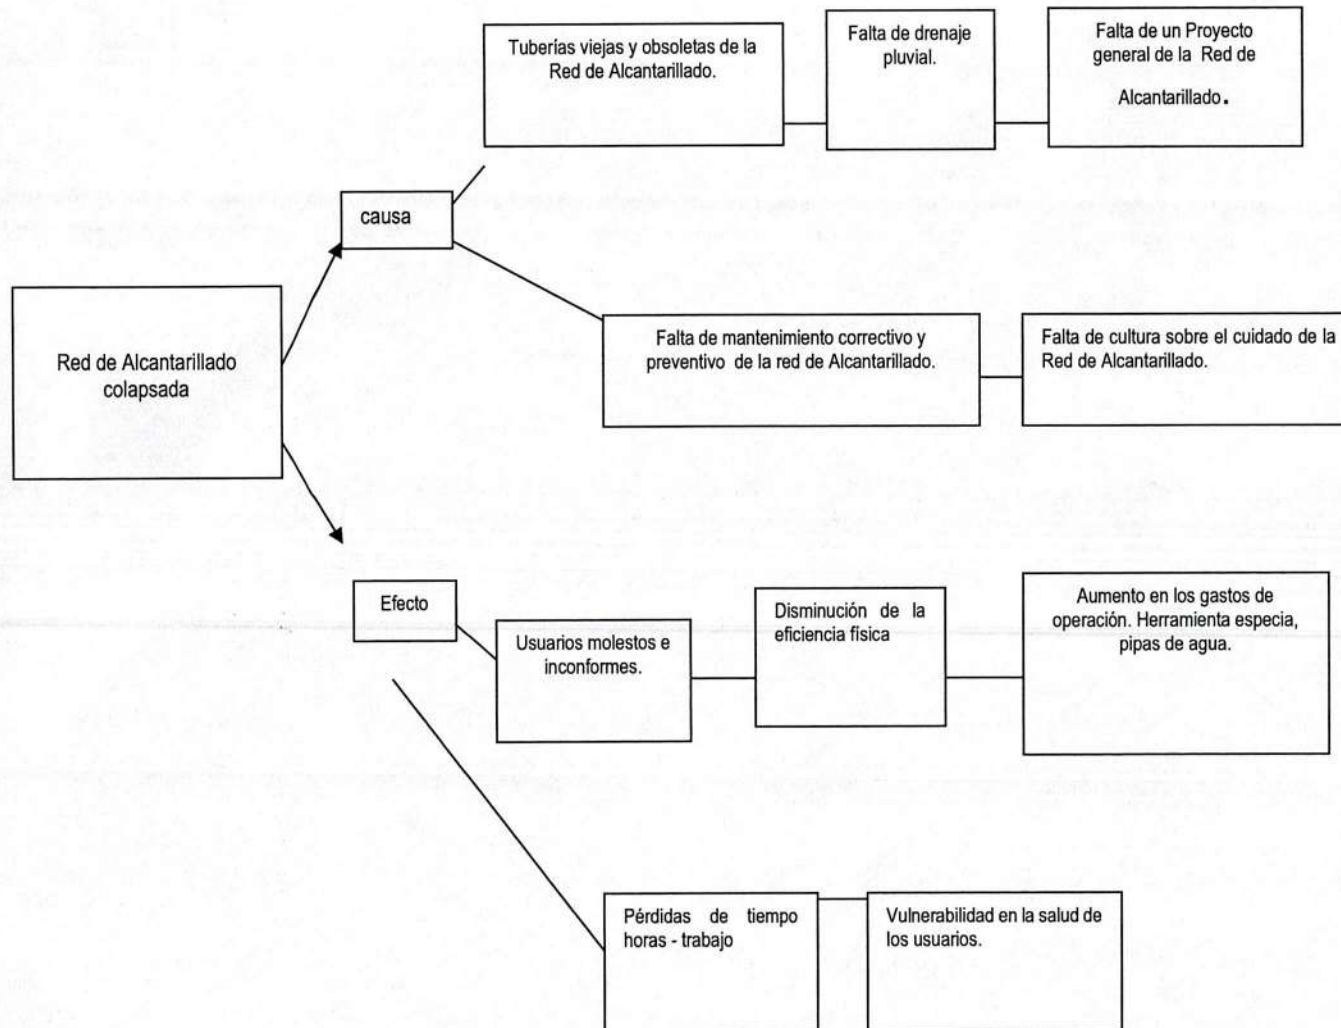 Tuberías viejas y obsoletas de la
Red de Alcantarillado.
Falta de drenaje
pluvial.
Falta de un Proyecto
general de la Red de
Alcantarillado.
causa
Red de Alcantarillado
colapsada
Falta de mantenimiento correctivo y
preventivo de la red de Alcantarillado.
Falta de cultura sobre el cuidado de la
Red de Alcantarillado.
Efecto
Usuarios molestos e
inconformes.
Disminución de la
eficiencia física
Aumento en los gastos de
operación. Herramienta especia,
pipas de agua.
Pérdidas de tiempo
horas - trabajo
Vulnerabilidad en la salud de
los usuarios.